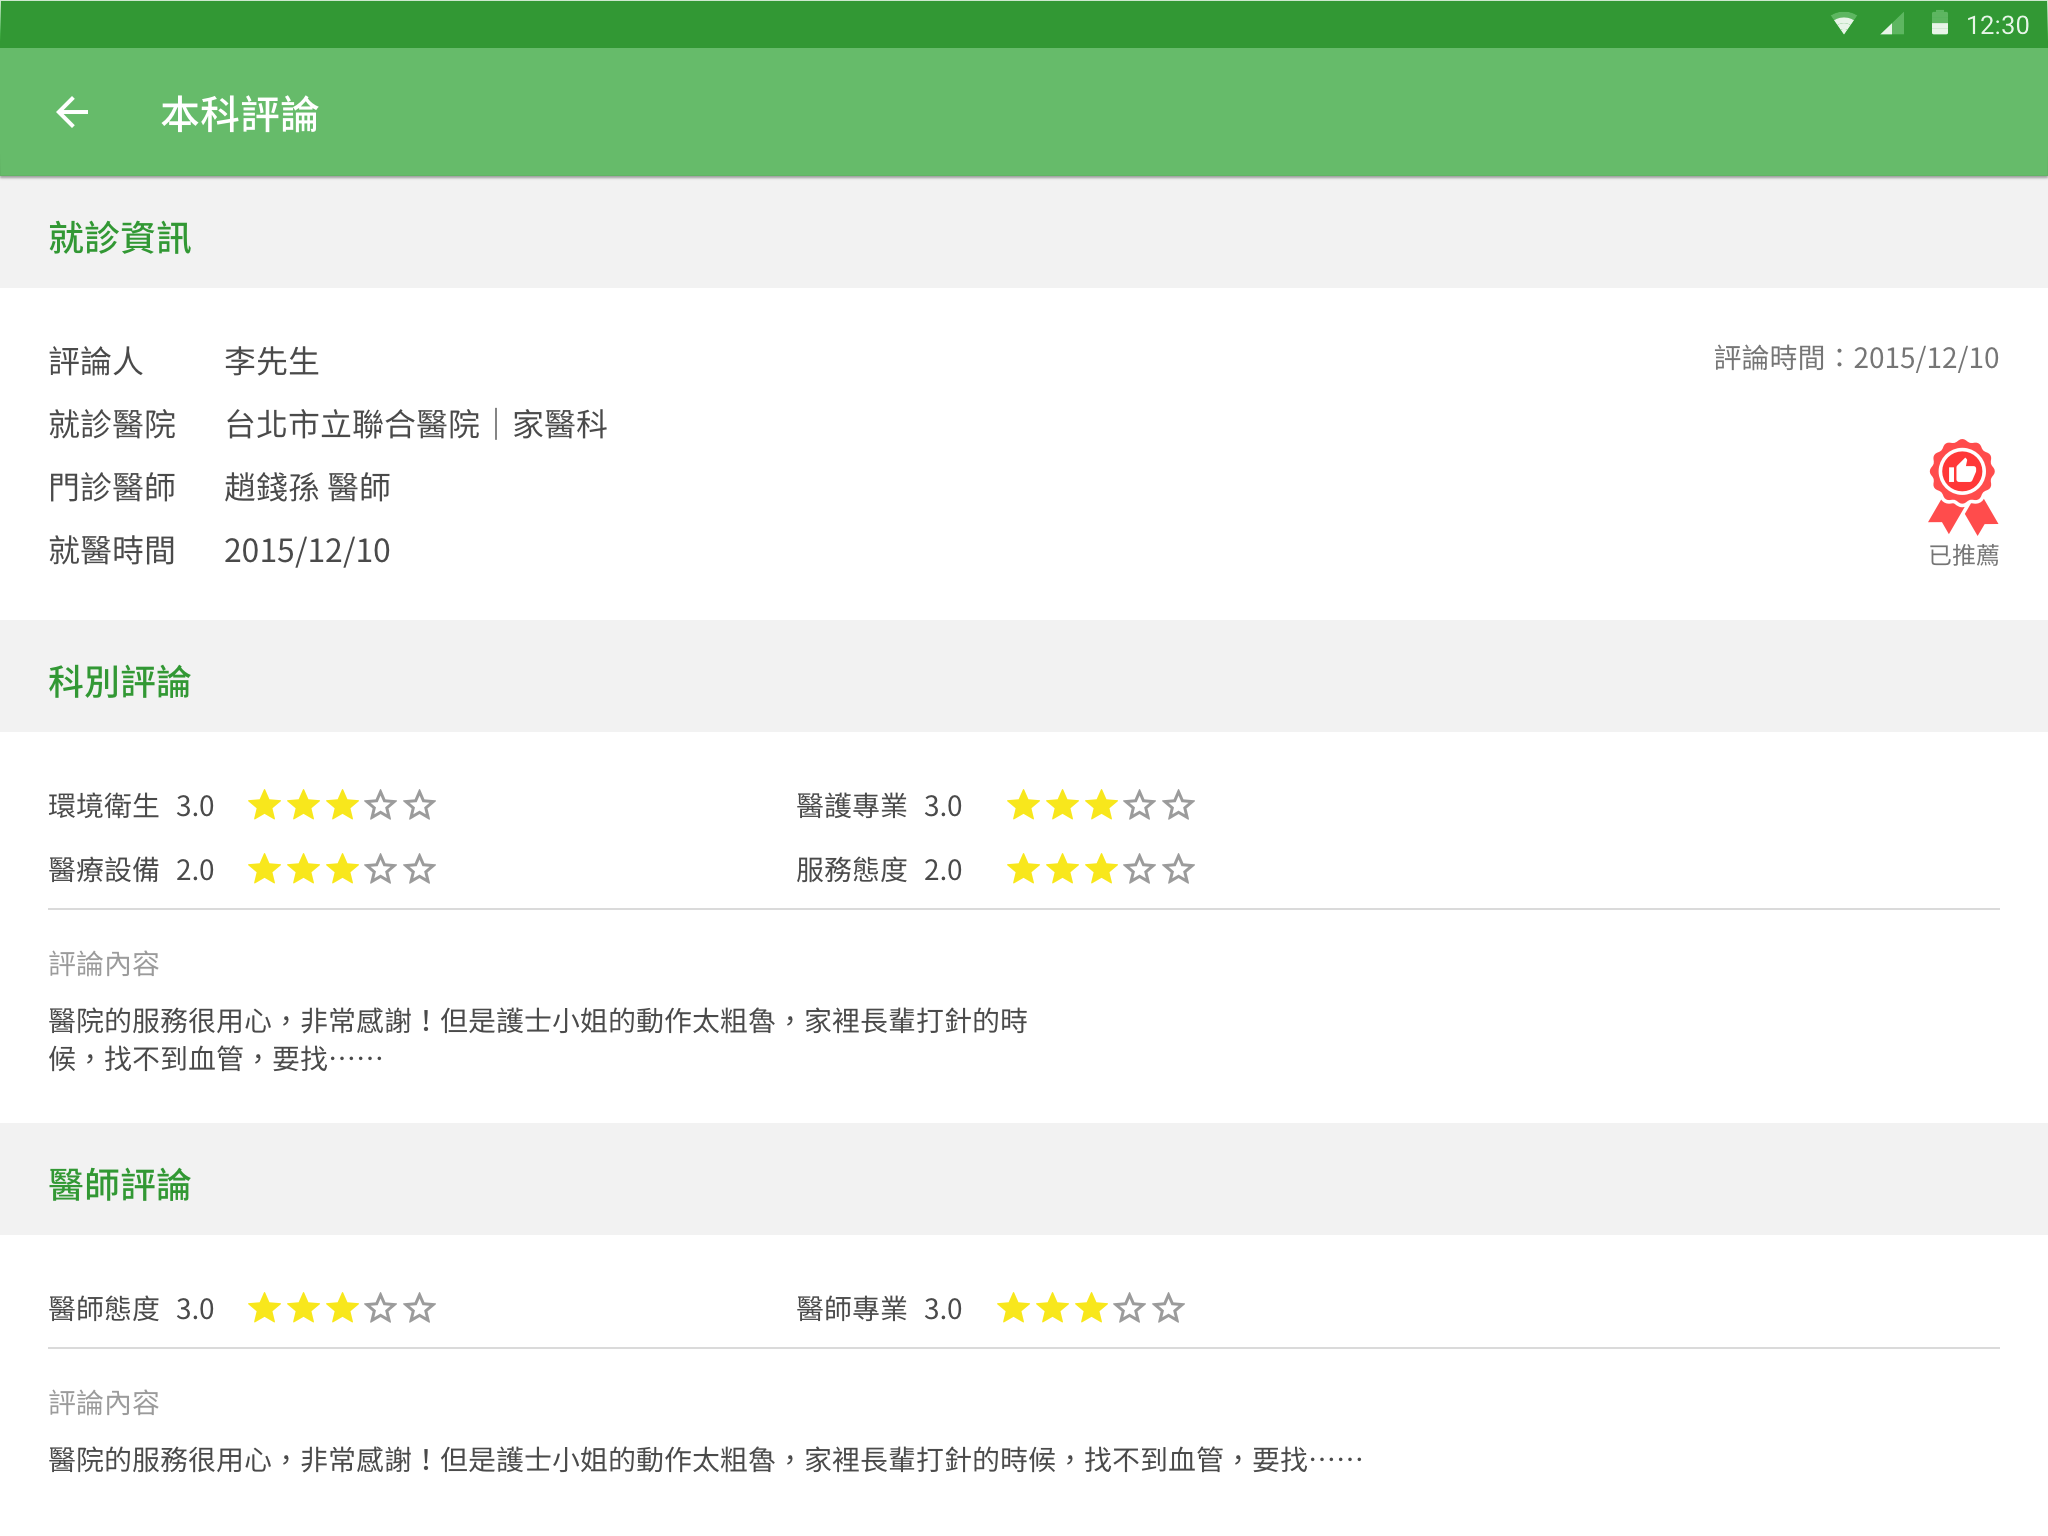 12:30
本科評論
就診資訊
評論人 李先生
評論時間：2015/12/10
就診醫院 台北市立聯合醫院｜家醫科
門診醫師 趙錢孫 醫師
就醫時間 2015/12/10
已推薦
科別評論
環境衛生 3.0
醫護專業 3.0
醫療設備 2.0
服務態度 2.0
評論內容
醫院的服務很用心，非常感謝！但是護士小姐的動作太粗魯，家裡長輩打針的時
候，找不到血管，要找……
醫師評論
醫師態度 3.0
醫師專業 3.0
評論內容
醫院的服務很用心，非常感謝！但是護士小姐的動作太粗魯，家裡長輩打針的時候，找不到血管，要找……